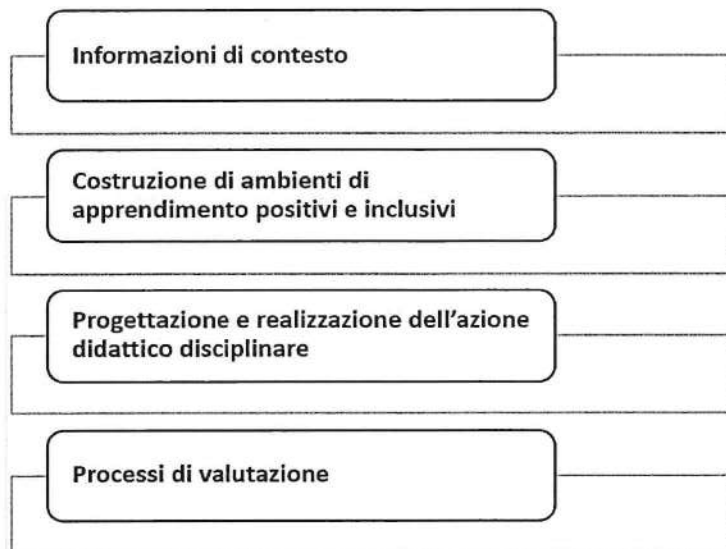 Informazioni di contesto
Costruzione di ambienti di
apprendimento positivi e inclusivi
Progettazione e realizzazione dell'azione
didattico disciplinare
Processi di valutazione